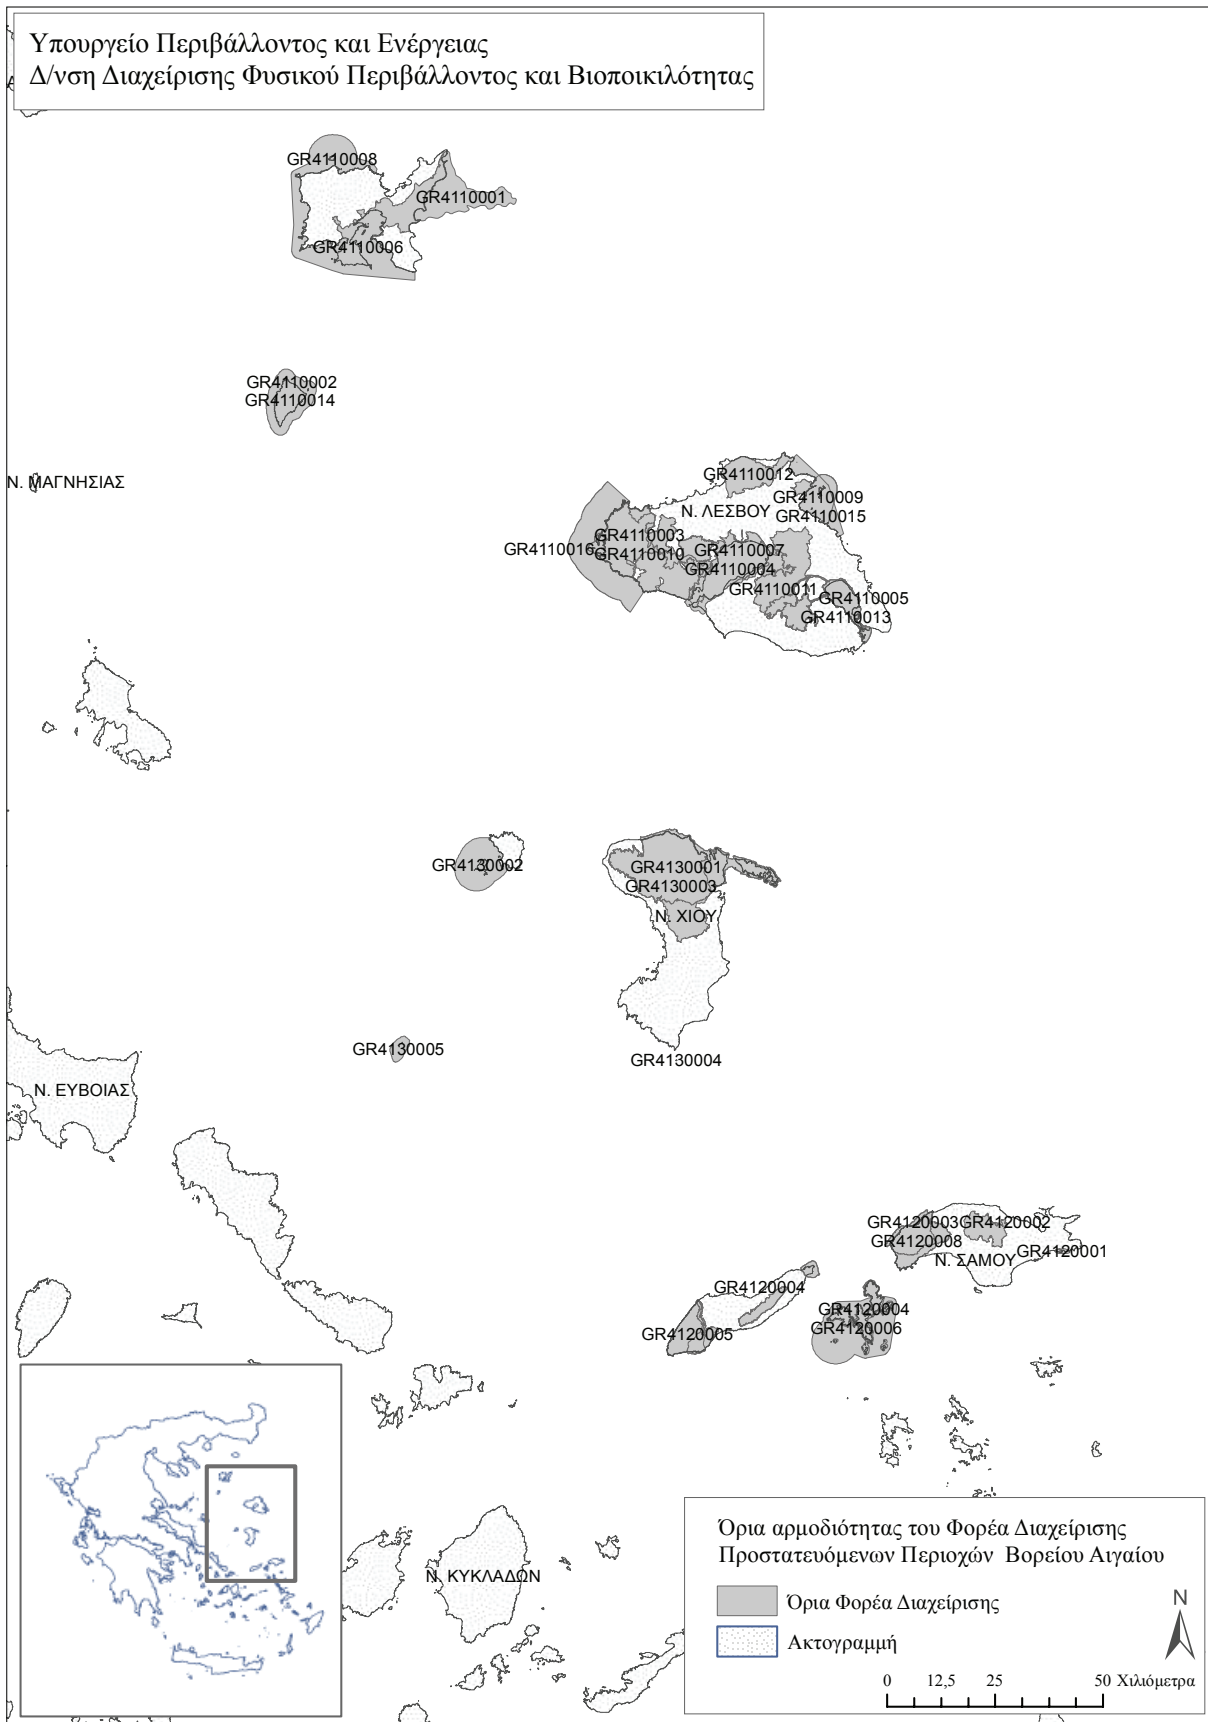 Υπουργείο Περιβάλλοντος και Ενέργειας
Δ/νση Διαχείρισης Φυσικού Περιβάλλοντος και Βιοποικιλότητας
GR4110008
GR4110001
GR4110006
GR4110002
GR4110014
Ν. ΜΑΓΝΗΣΙΑΣ
GR4110012
GR4110009
Ν. ΛΕΣΒΟΥ
GR4110015
GR4110003
GR4110016
GR4110010
GR4110007
GR4110004
GR4110011
GR4110005
GR4110013
GR4130002
GR4130001
GR4130003
Ν. ΧΙΟΥ
GR4130005
GR4130004
Ν. ΕΥΒΟΙΑΣ
GR4120003
GR4120002
GR4120008
GR4120001
Ν. ΣΑΜΟΥ
GR4120004
GR4120004
GR4120005
GR4120006
Ν. ΚΥΚΛΑΔΩΝ
Όρια αρμοδιότητας του Φορέα Διαχείρισης
Προστατευόμενων Περιοχών Βορείου Αιγαίου
Όρια Φορέα Διαχείρισης
Ακτογραμμή
N
0 12,5 25 50 Χιλιόμετρα